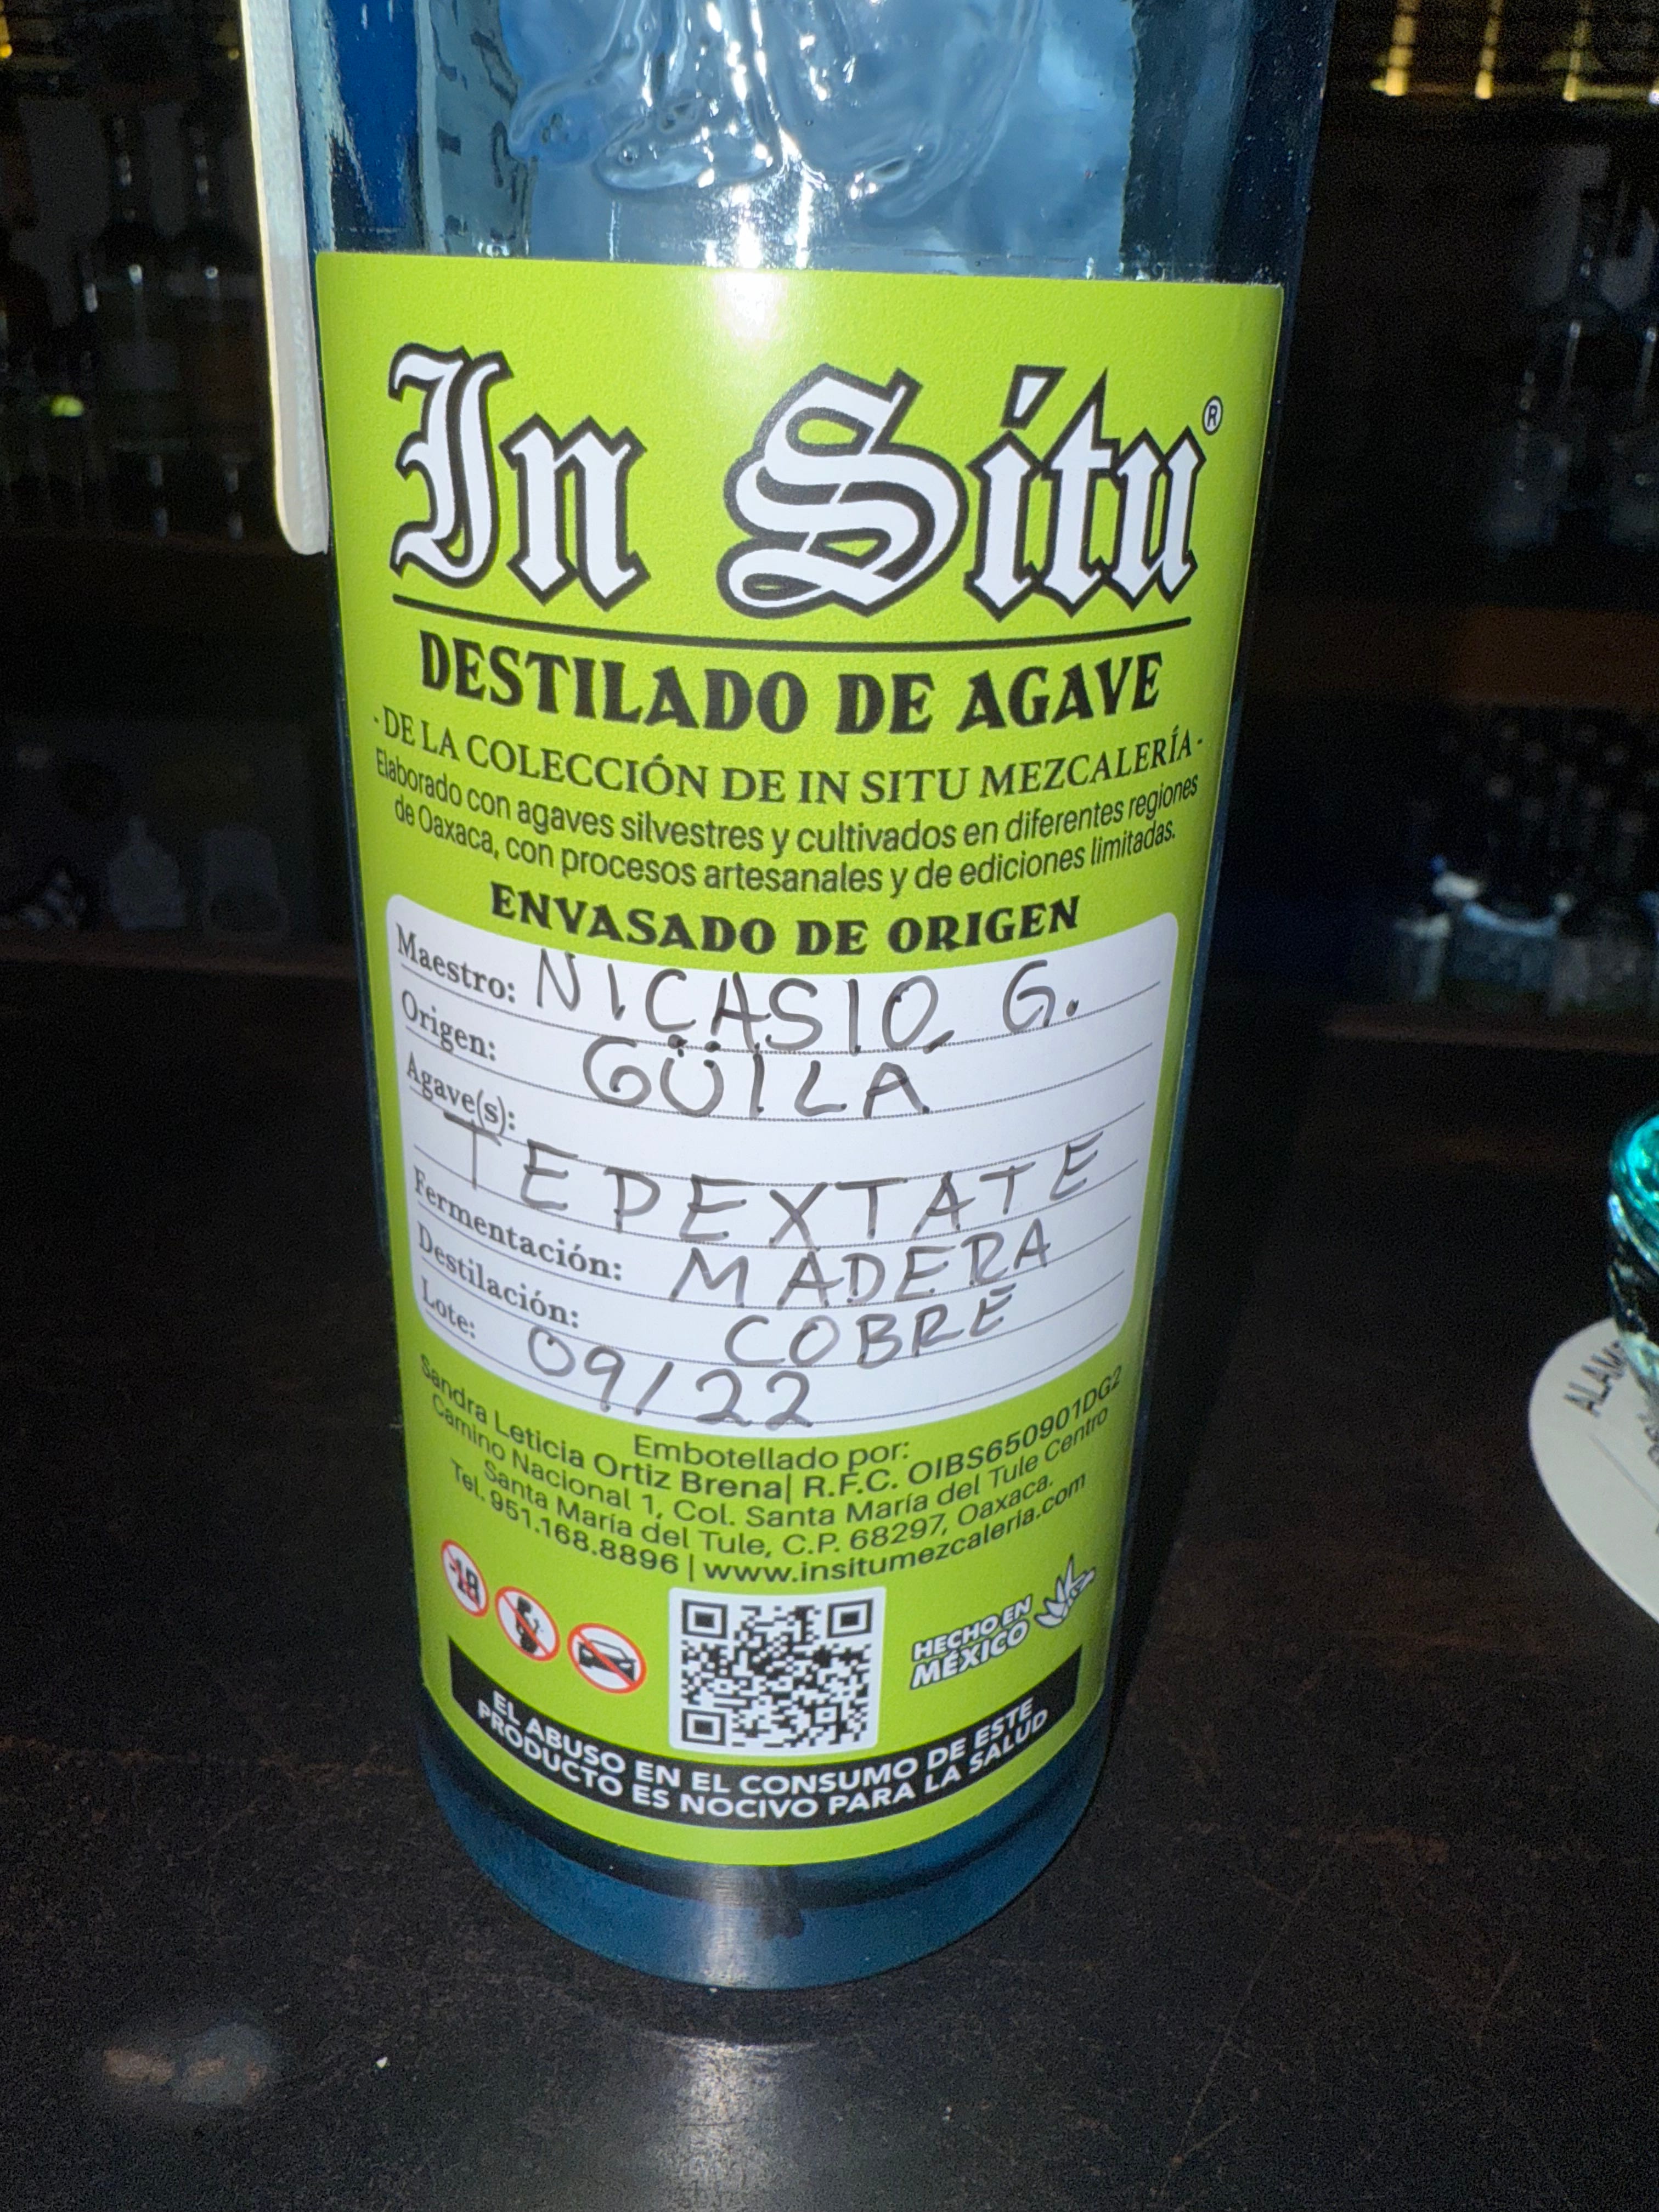 In Situ®
DESTILADO DE AGAVE
-DE LA COLECCIÓN DE IN SITU MEZCALERÍA-
Elaborado con agaves silvestres y cultivados en diferentes regiones
de Oaxaca, con procesos artesanales y de ediciones limitadas.
ENVASADO DE ORIGEN
Maestro: NICASIO, G.
Origen: GÜILA
Agave(s):
TEPEXTATE
Fermentación: MADERA
Destilación: COBRE
Lote: 09/22
Embotellado por:
Sandra Leticia Ortiz Brena| R.F.C. OIBS650901DG2
Camino Nacional 1, Col. Santa María del Tule Centro
Santa María del Tule, C.P. 68297, Oaxaca.
Tel. 951.168.8896 | www.insitumezcaleria.com
-18
HECHO EN
MÉXICO
EL ABUSO EN EL CONSUMO DE ESTE
PRODUCTO ES NOCIVO PARA LA SALUD